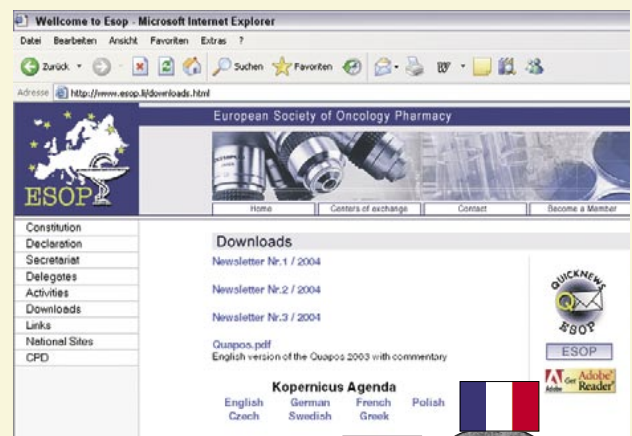 Wellcome to Esop - Microsoft Internet Explorer
Datei Bearbeiten Ansicht Favoriten Extras ?
Zurück Suchen Favoriten
Adresse http://www.esop.li/downloads.html
European Society of Oncology Pharmacy
ESOP
Home Centers of exchange Contact Become a Member
Constitution
Declaration
Secretariat
Delegates
Activities
Downloads
Links
National Sites
CPD
Downloads
Newsletter Nr.1 / 2004
Newsletter Nr.2 / 2004
Newsletter Nr.3 / 2004
Quapos.pdf
English version of the Quapos 2003 with commentary
Kopernicus Agenda
English German French Polish
Czech Swedish Greek
QUICKNEWS
ESOP
ESOP
Get Adobe® Reader®
Adobe